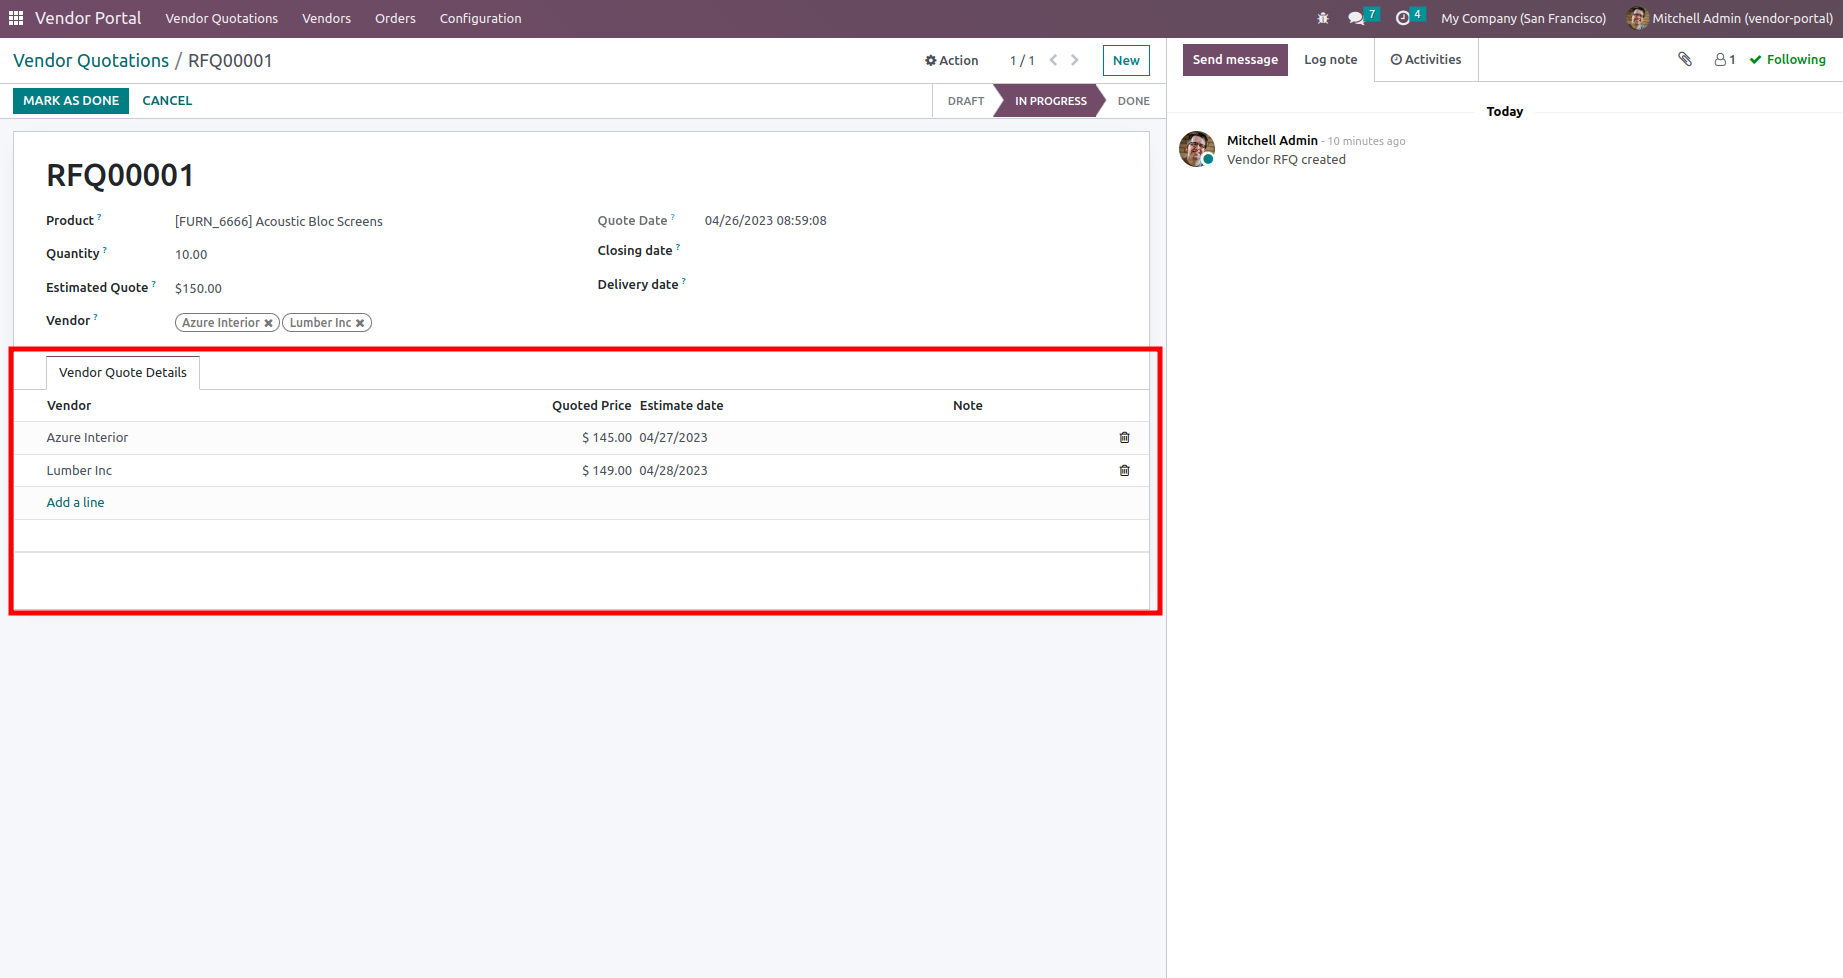 Vendor Portal Vendor Quotations Vendors Orders Configuration 7 4 My Company (San Francisco) Mitchell Admin (vendor-portal)
Vendor Quotations / RFQ00001 Action 1 / 1 New
Send message Log note Activities 1 Following
MARK AS DONE CANCEL DRAFT IN PROGRESS DONE
Today
Mitchell Admin - 10 minutes ago
Vendor RFQ created
RFQ00001
Product ? [FURN_6666] Acoustic Bloc Screens
Quantity ? 10.00
Estimated Quote ? $150.00
Vendor ? Azure Interior Lumber Inc
Quote Date ? 04/26/2023 08:59:08
Closing date ?
Delivery date ?
Vendor Quote Details
Vendor Quoted Price Estimate date Note
Azure Interior $ 145.00 04/27/2023
Lumber Inc $ 149.00 04/28/2023
Add a line